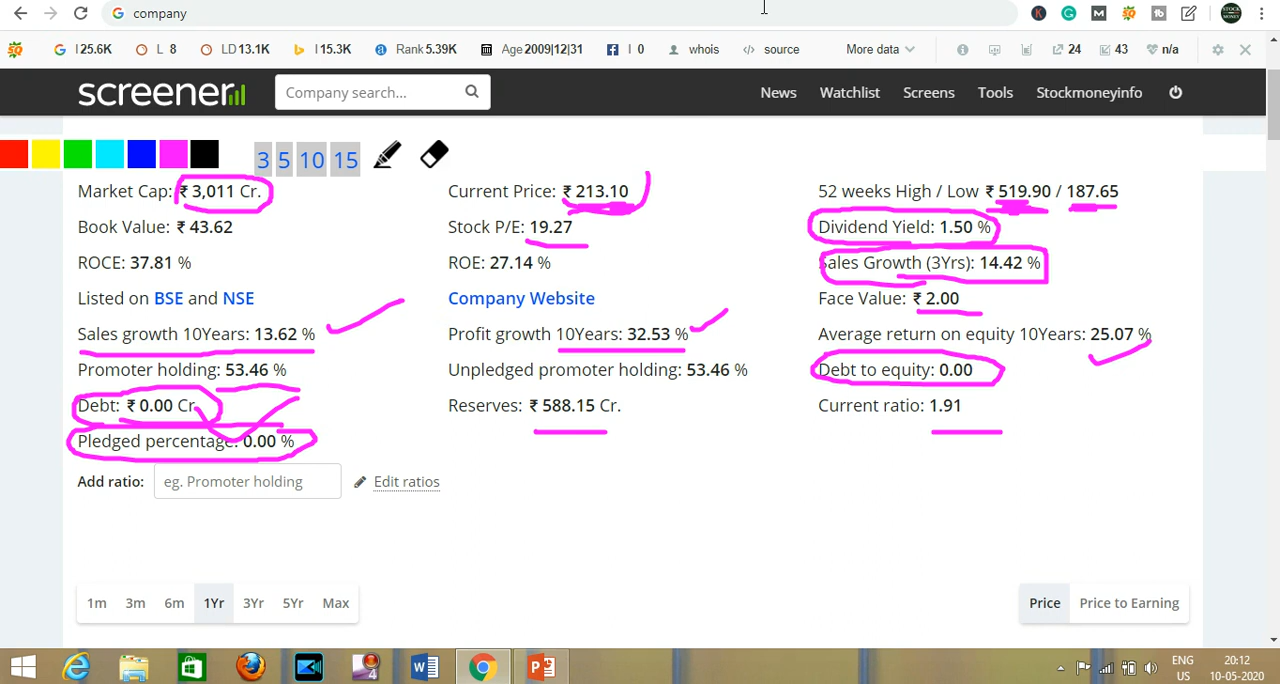 company
I 25.6K L 8 LD 13.1K I 15.3K Rank 5.39K Age 2009|12|31 I 0 whois source More data 24 43 n/a
screener Company search... News Watchlist Screens Tools Stockmoneyinfo
3 5 10 15
Market Cap: ₹ 3,011 Cr. Current Price: ₹ 213.10 52 weeks High / Low ₹ 519.90 / 187.65
Book Value: ₹ 43.62 Stock P/E: 19.27 Dividend Yield: 1.50 %
ROCE: 37.81 % ROE: 27.14 % Sales Growth (3Yrs): 14.42 %
Listed on BSE and NSE Company Website Face Value: ₹ 2.00
Sales growth 10Years: 13.62 % Profit growth 10Years: 32.53 % Average return on equity 10Years: 25.07 %
Promoter holding: 53.46 % Unpledged promoter holding: 53.46 % Debt to equity: 0.00
Debt: ₹ 0.00 Cr. Reserves: ₹ 588.15 Cr. Current ratio: 1.91
Pledged percentage: 0.00 %
Add ratio: eg. Promoter holding Edit ratios
1m 3m 6m 1Yr 3Yr 5Yr Max Price Price to Earning
ENG 20:12
US 10-05-2020